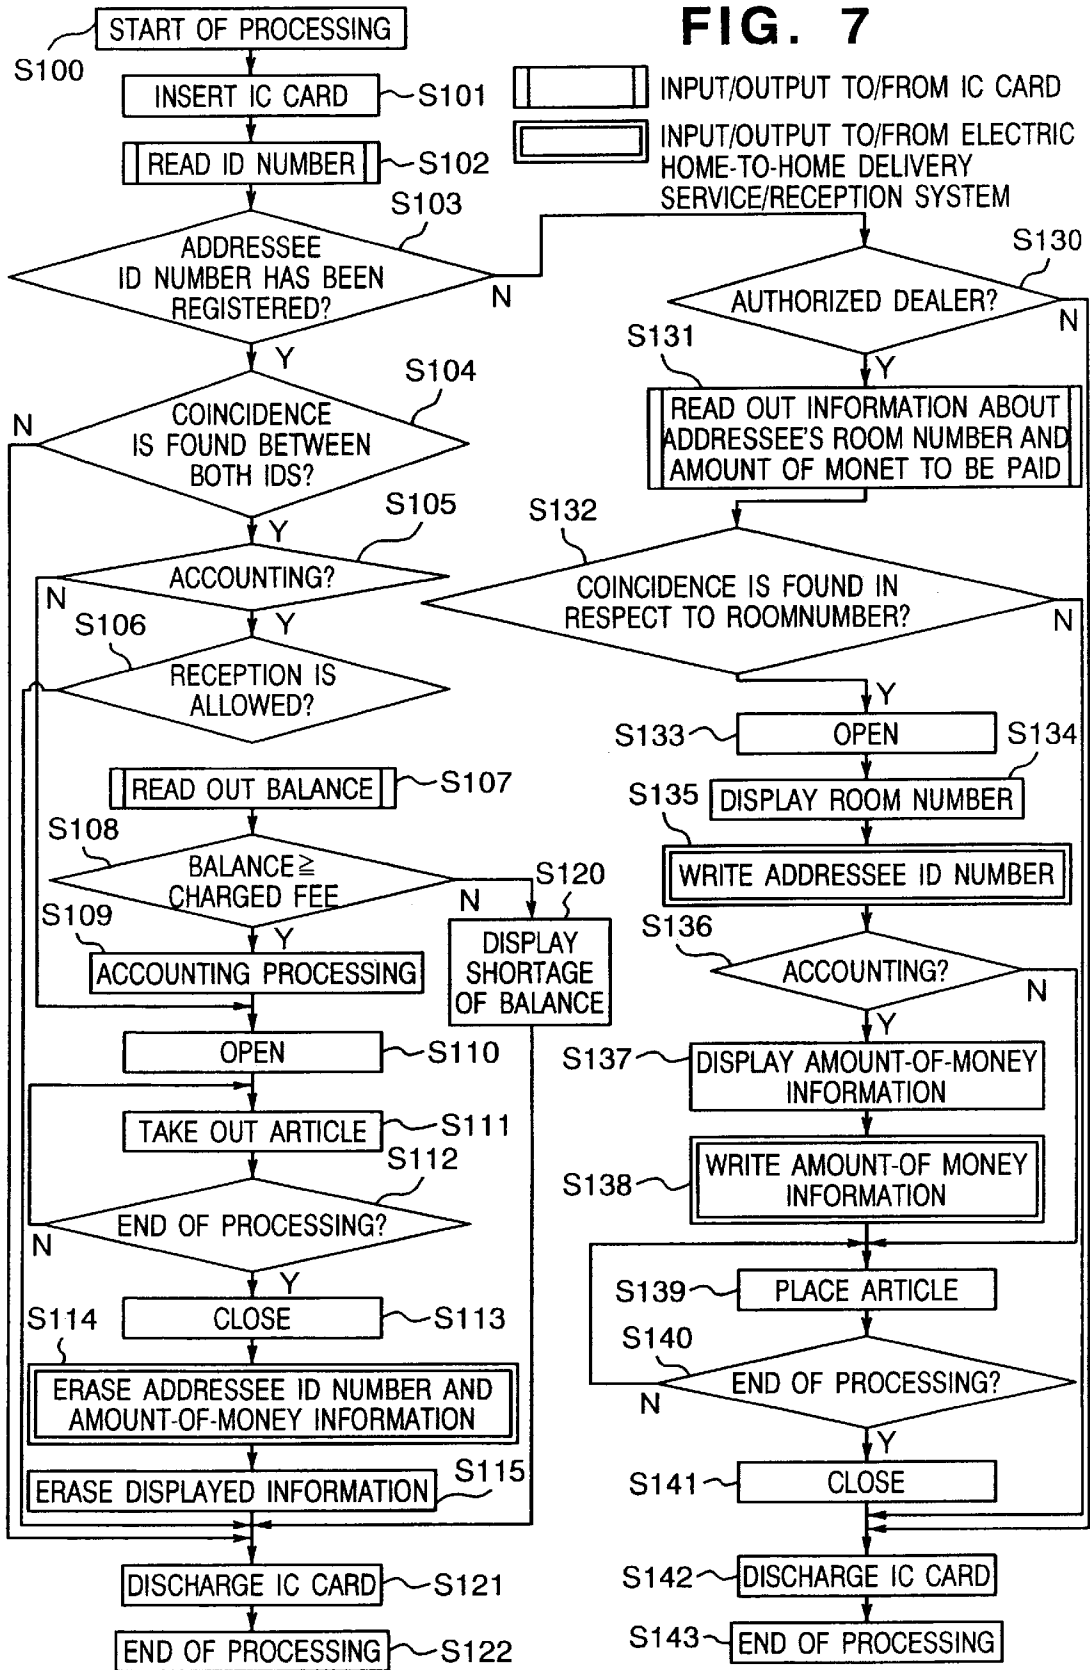 FIG. 7
START OF PROCESSING
S100
INSERT IC CARD
S101
READ ID NUMBER
S102
INPUT/OUTPUT TO/FROM IC CARD
INPUT/OUTPUT TO/FROM ELECTRIC
HOME-TO-HOME DELIVERY
SERVICE/RECEPTION SYSTEM
S103
ADDRESSEE
ID NUMBER HAS BEEN
REGISTERED?
N
Y
S104
COINCIDENCE
IS FOUND BETWEEN
BOTH IDS?
N
Y
S105
ACCOUNTING?
N
Y
S106
RECEPTION IS
ALLOWED?
READ OUT BALANCE
S107
S108
BALANCE≧
CHARGED FEE
N
Y
S120
DISPLAY
SHORTAGE
OF BALANCE
S109
ACCOUNTING PROCESSING
OPEN
S110
TAKE OUT ARTICLE
S111
S112
END OF PROCESSING?
N
Y
CLOSE
S113
S114
ERASE ADDRESSEE ID NUMBER AND
AMOUNT-OF-MONEY INFORMATION
S115
ERASE DISPLAYED INFORMATION
DISCHARGE IC CARD
S121
END OF PROCESSING
S122
S130
AUTHORIZED DEALER?
N
Y
S131
READ OUT INFORMATION ABOUT
ADDRESSEE'S ROOM NUMBER AND
AMOUNT OF MONET TO BE PAID
S132
COINCIDENCE IS FOUND IN
RESPECT TO ROOMNUMBER?
N
Y
S133
OPEN
S134
DISPLAY ROOM NUMBER
S135
WRITE ADDRESSEE ID NUMBER
S136
ACCOUNTING?
N
Y
S137
DISPLAY AMOUNT-OF-MONEY
INFORMATION
S138
WRITE AMOUNT-OF MONEY
INFORMATION
S139
PLACE ARTICLE
S140
END OF PROCESSING?
N
Y
S141
CLOSE
S142
DISCHARGE IC CARD
S143
END OF PROCESSING